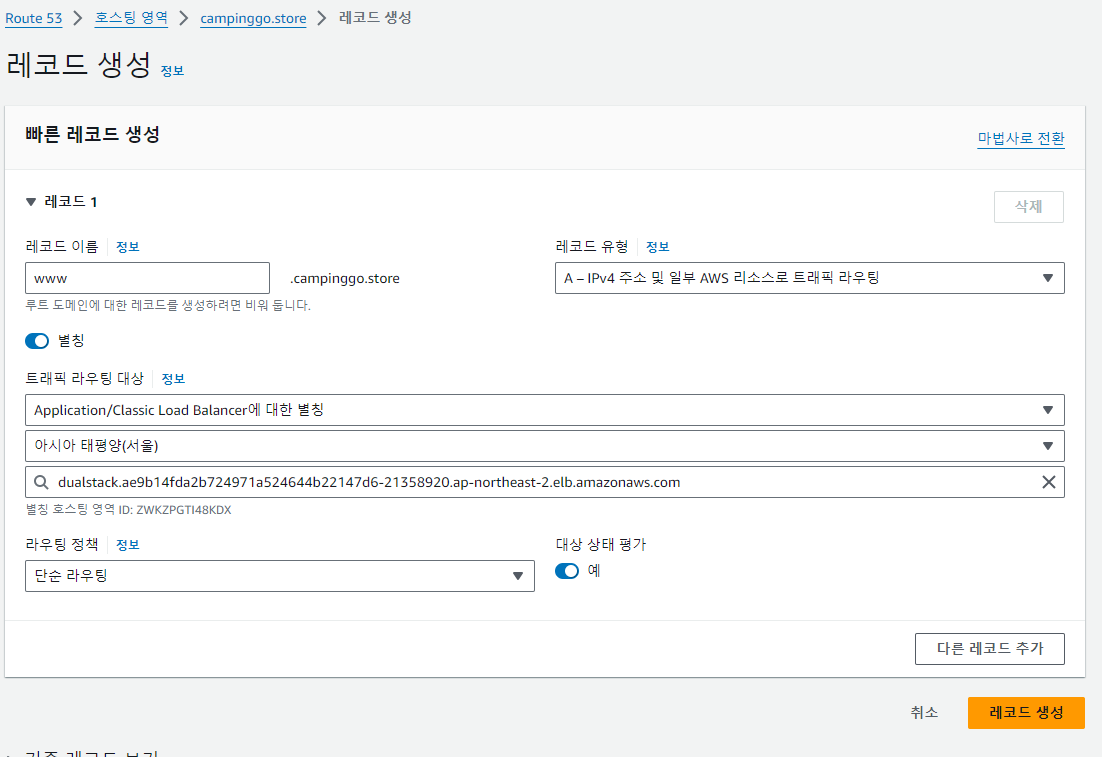 Route 53 > 호스팅 영역 > campinggo.store > 레코드 생성
레코드 생성 정보
빠른 레코드 생성
마법사로 전환
▼ 레코드 1
삭제
레코드 이름 정보
www .campinggo.store
루트 도메인에 대한 레코드를 생성하려면 비워 둡니다.
레코드 유형 정보
A – IPv4 주소 및 일부 AWS 리소스로 트래픽 라우팅
별칭
트래픽 라우팅 대상 정보
Application/Classic Load Balancer에 대한 별칭
아시아 태평양(서울)
dualstack.ae9b14fda2b724971a524644b22147d6-21358920.ap-northeast-2.elb.amazonaws.com
별칭 호스팅 영역 ID: ZWKZPGTI48KDX
라우팅 정책 정보
단순 라우팅
대상 상태 평가
예
다른 레코드 추가
취소
레코드 생성